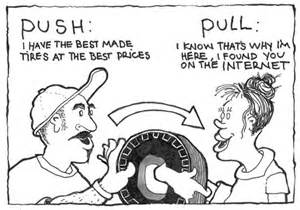 PUSH:
I HAVE THE BEST MADE
TIRES AT THE BEST PRICES
PULL:
I KNOW THAT'S WHY I'M
HERE, I FOUND YOU
ON THE INTERNET